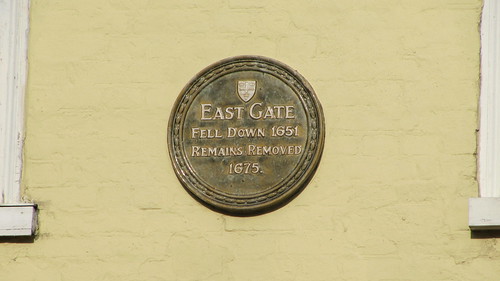 EAST GATE
FELL DOWN 1651
REMAINS REMOVED
1675.